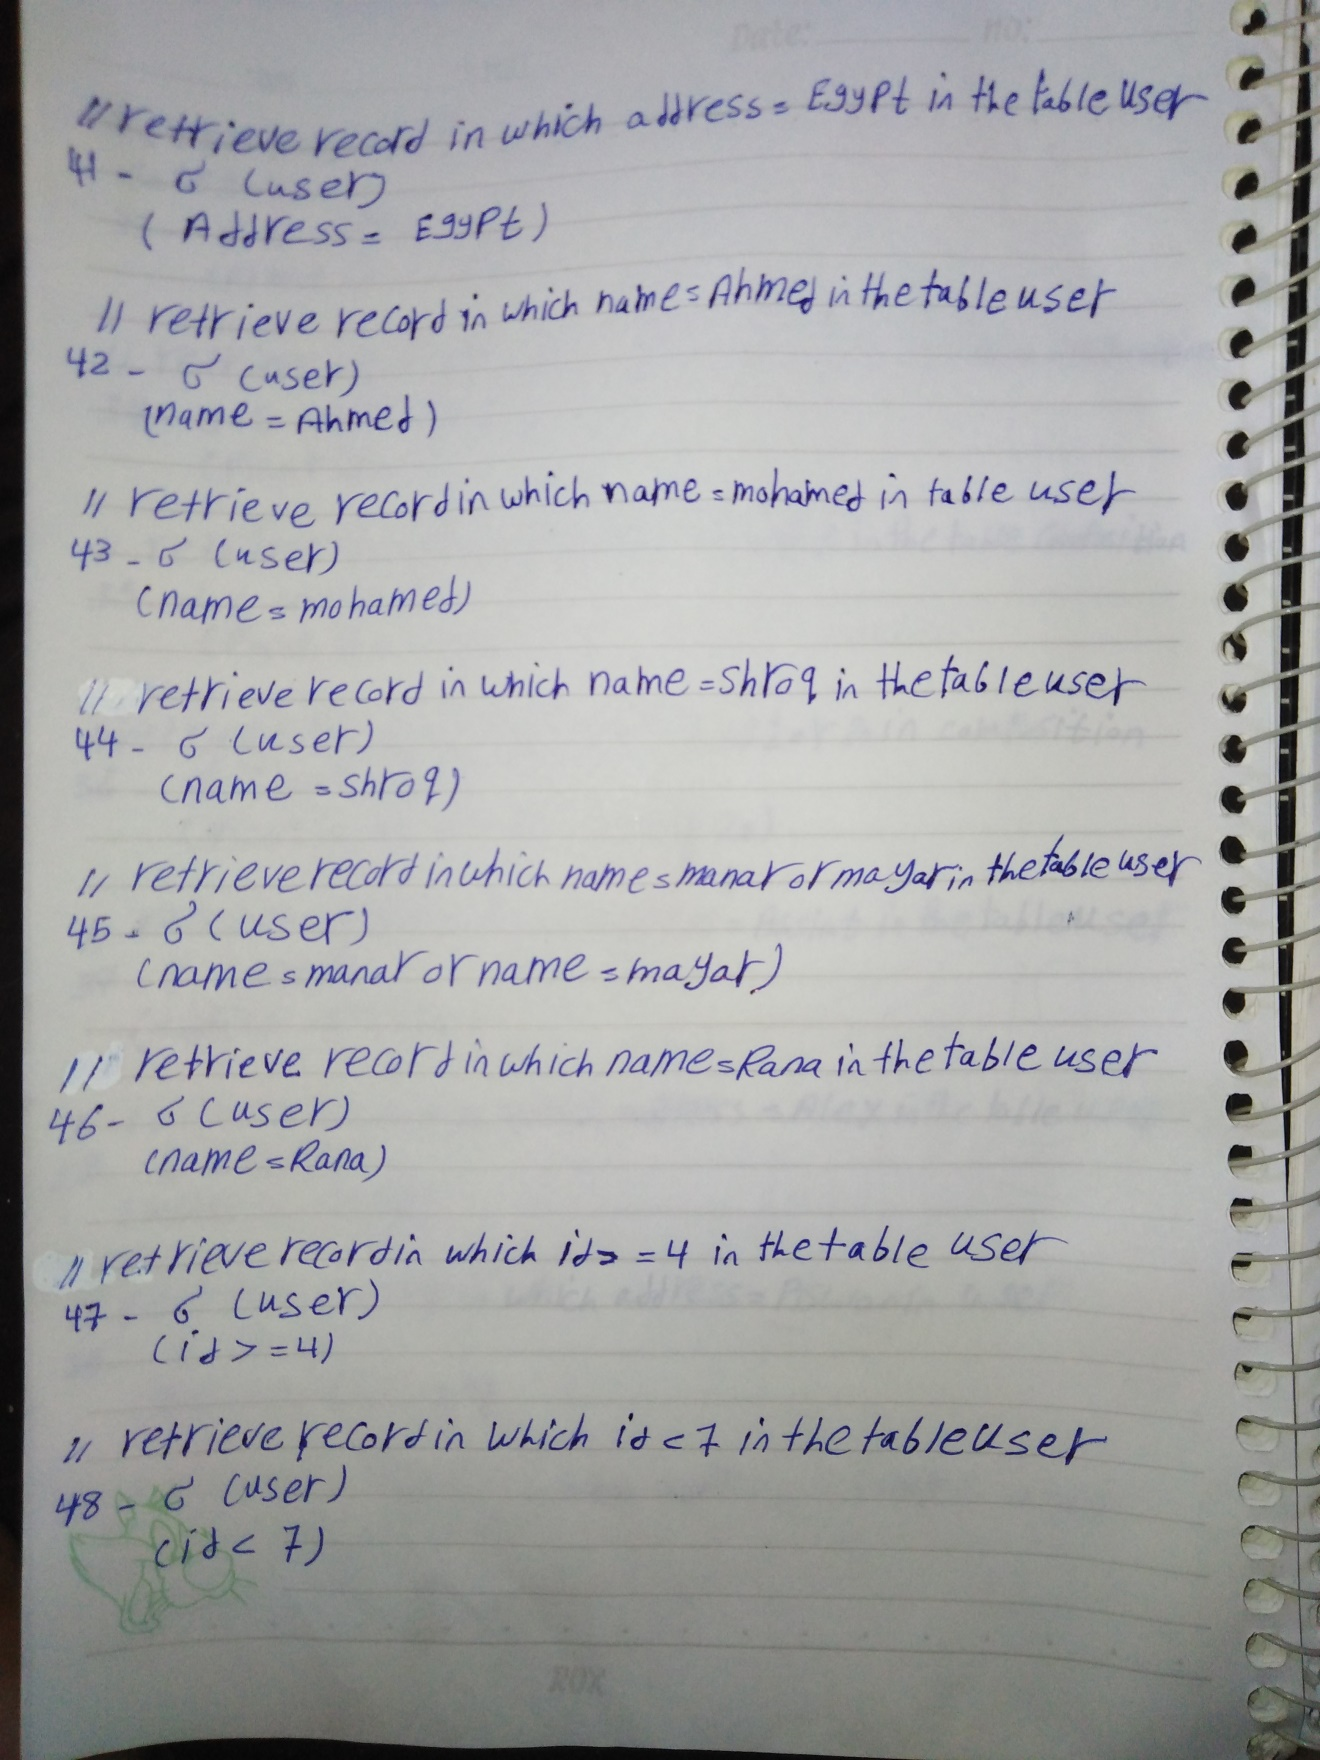 Date: no:
// retrieve record in which address = Egypt in the table user
41 - σ (user)
( Address = Egypt )
// retrieve record in which name = Ahmed in the table user
42 - σ (user)
(name = Ahmed )
// retrieve record in which name = mohamed in table user
43 - σ (user)
(name = mohamed)
// retrieve record in which name = shroq in the table user
44 - σ (user)
(name = shroq)
// retrieve record in which name = manar or mayar in the table user
45 - σ (user)
(name = manar or name = mayar)
// retrieve record in which name = Rana in the table user
46 - σ (user)
(name = Rana)
// retrieve record in which id > = 4 in the table user
47 - σ (user)
(id > = 4)
// retrieve record in which id < 7 in the table user
48 - σ (user)
(id < 7)